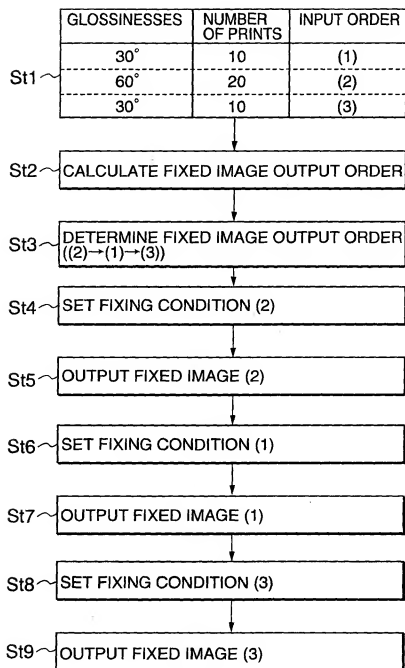 GLOSSINESSES NUMBER OF PRINTS INPUT ORDER
St1
30° 10 (1)
60° 20 (2)
30° 10 (3)
St2 CALCULATE FIXED IMAGE OUTPUT ORDER
St3 DETERMINE FIXED IMAGE OUTPUT ORDER
((2)→(1)→(3))
St4 SET FIXING CONDITION (2)
St5 OUTPUT FIXED IMAGE (2)
St6 SET FIXING CONDITION (1)
St7 OUTPUT FIXED IMAGE (1)
St8 SET FIXING CONDITION (3)
St9 OUTPUT FIXED IMAGE (3)